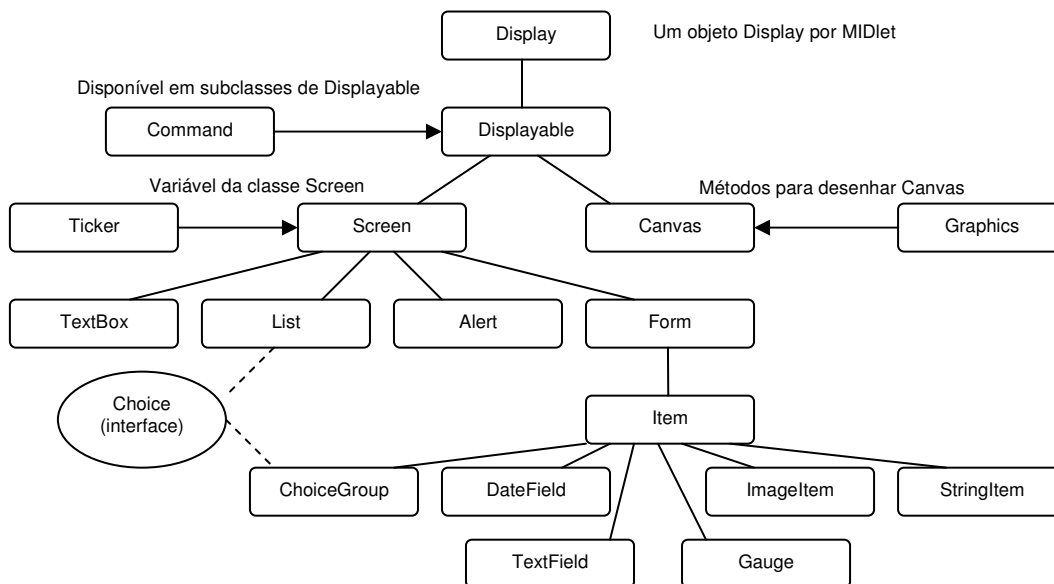 Display
Um objeto Display por MIDlet
Disponível em subclasses de Displayable
Command
Displayable
Variável da classe Screen
Métodos para desenhar Canvas
Ticker
Screen
Canvas
Graphics
TextBox
List
Alert
Form
Choice
(interface)
Item
ChoiceGroup
DateField
ImageItem
StringItem
TextField
Gauge